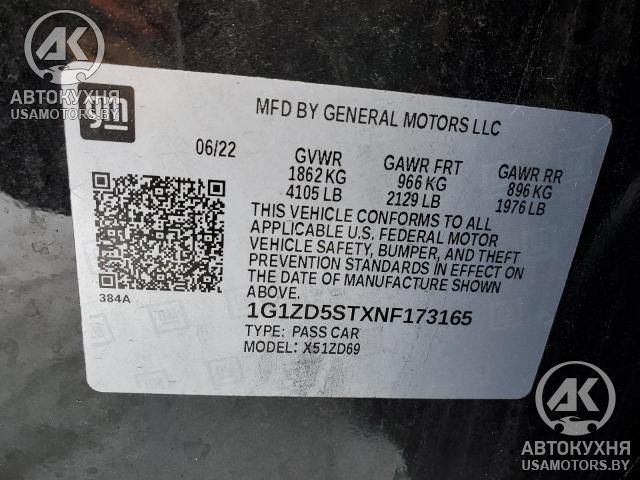 АК
АВТОКУХНЯ
USAMOTORS.BY
gm
MFD BY GENERAL MOTORS LLC
06/22 GVWR GAWR FRT GAWR RR
1862 KG 966 KG 896 KG
4105 LB 2129 LB 1976 LB
THIS VEHICLE CONFORMS TO ALL
APPLICABLE U.S. FEDERAL MOTOR
VEHICLE SAFETY, BUMPER, AND THEFT
PREVENTION STANDARDS IN EFFECT ON
THE DATE OF MANUFACTURE SHOWN
ABOVE.
384A
1G1ZD5STXNF173165
TYPE: PASS CAR
MODEL: X51ZD69
АК
АВТОКУХНЯ
USAMOTORS.BY